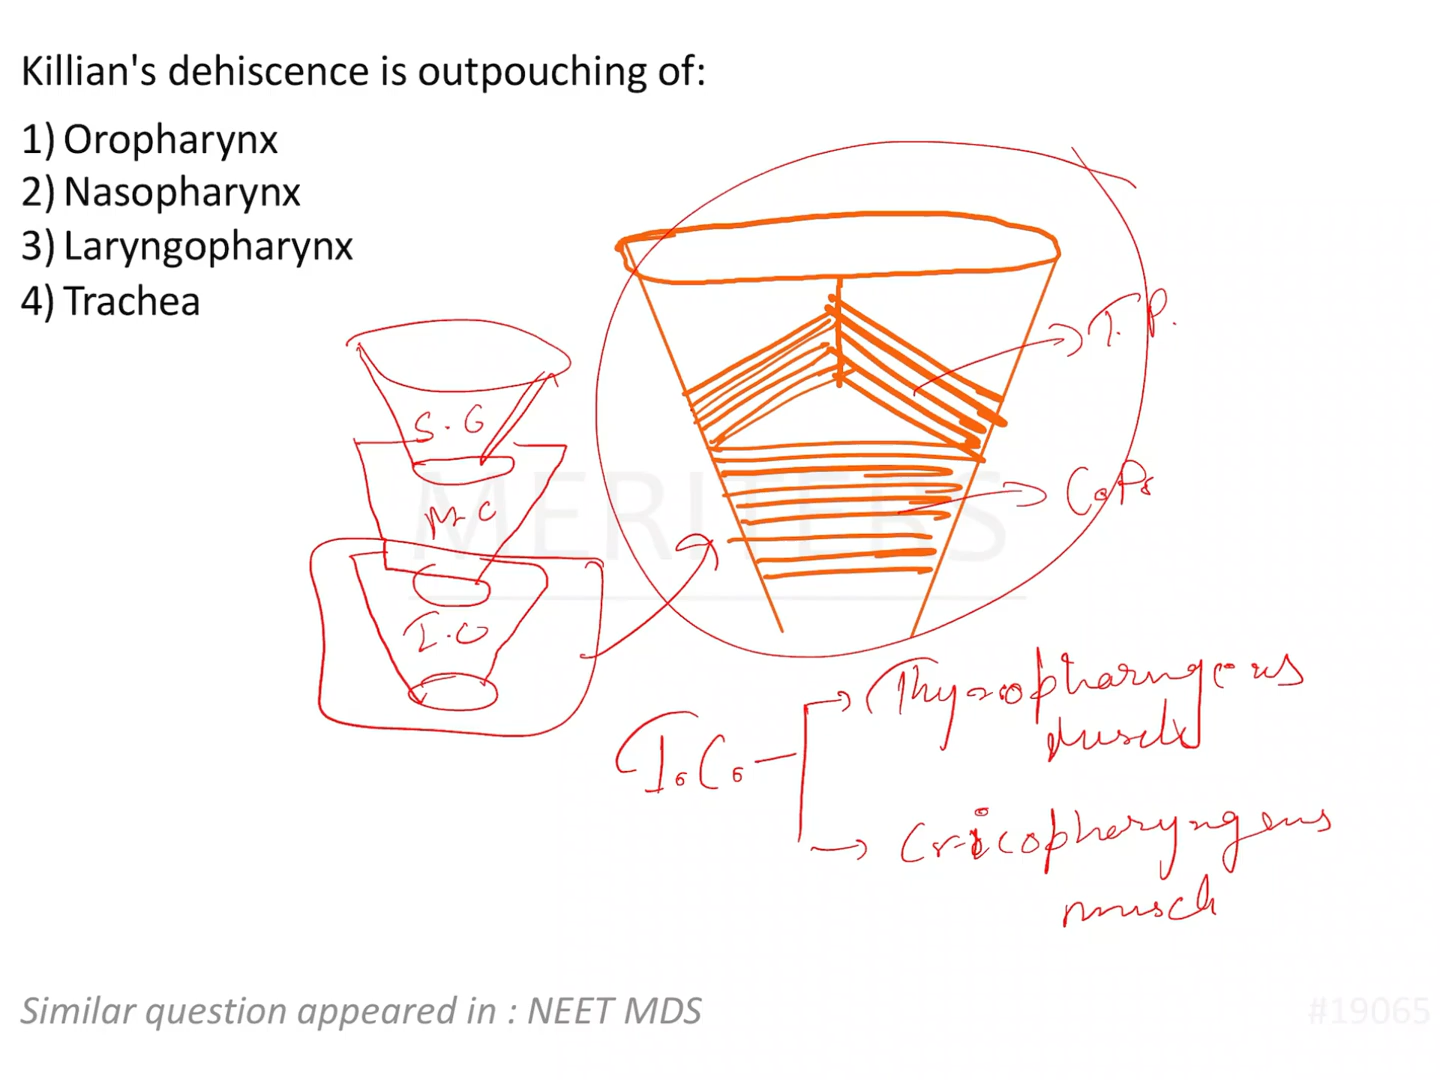 Killian's dehiscence is outpouching of:
1) Oropharynx
2) Nasopharynx
3) Laryngopharynx
4) Trachea
T.P.
S.C
C.P.
M.C
MERITERS
I.C
Thyropharyngeus
Muscle
I.C.
Cricopharyngeus
muscle
Similar question appeared in : NEET MDS
#19065